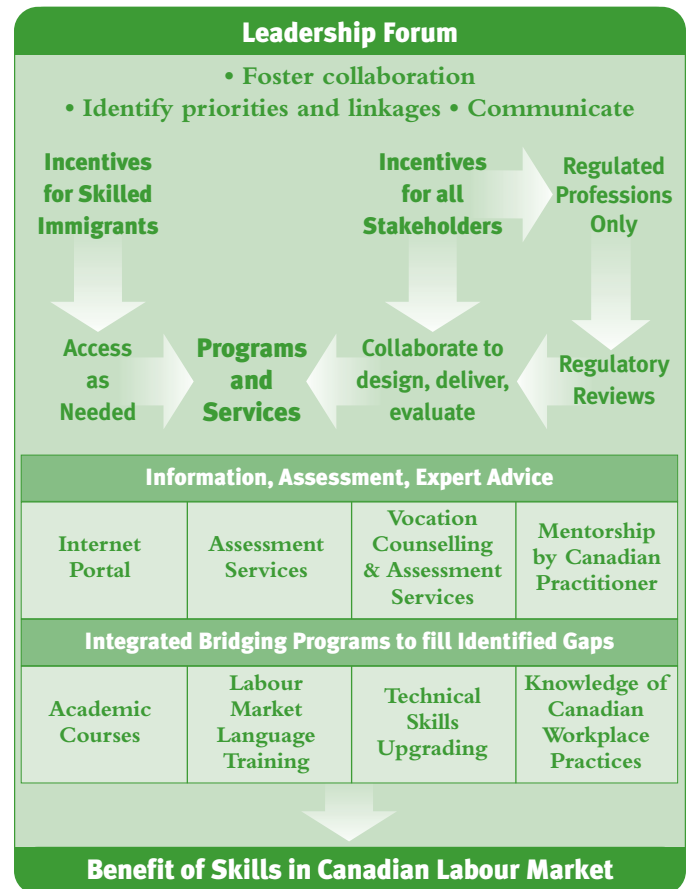 Leadership Forum
• Foster collaboration
• Identify priorities and linkages • Communicate
Incentives
for Skilled
Immigrants
Incentives
for all
Stakeholders
Regulated
Professions
Only
Access
as
Needed
Programs
and
Services
Collaborate to
design, deliver,
evaluate
Regulatory
Reviews
Information, Assessment, Expert Advice
Internet
Portal
Assessment
Services
Vocation
Counselling
& Assessment
Services
Mentorship
by Canadian
Practitioner
Integrated Bridging Programs to fill Identified Gaps
Academic
Courses
Labour
Market
Language
Training
Technical
Skills
Upgrading
Knowledge of
Canadian
Workplace
Practices
Benefit of Skills in Canadian Labour Market